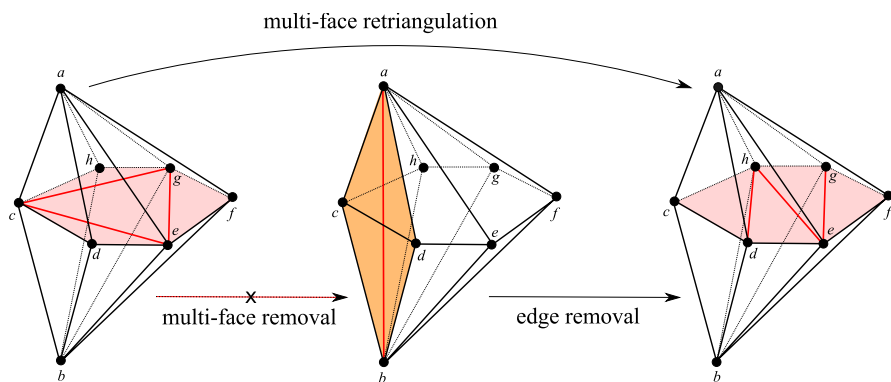 multi-face retriangulation
a
h
g
c
f
d
e
b
x
multi-face removal
a
h
g
c
f
d
e
b
edge removal
a
h
g
c
f
d
e
b